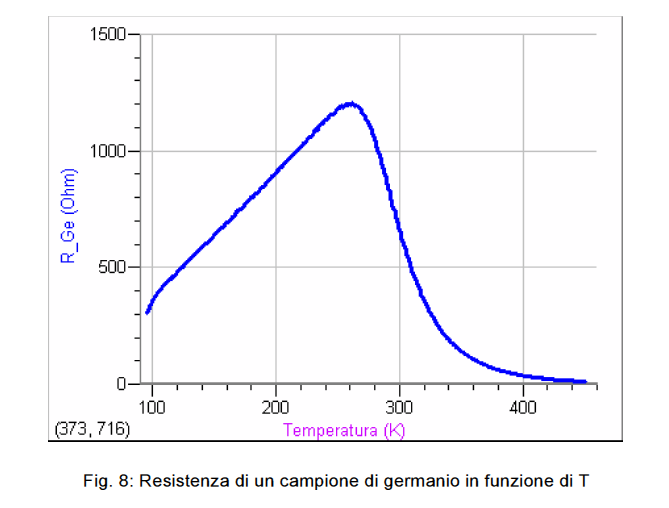 1500
1000
R_Ge (Ohm)
500
0
100 200 300 400
(373, 716) Temperatura (K)
Fig. 8: Resistenza di un campione di germanio in funzione di T